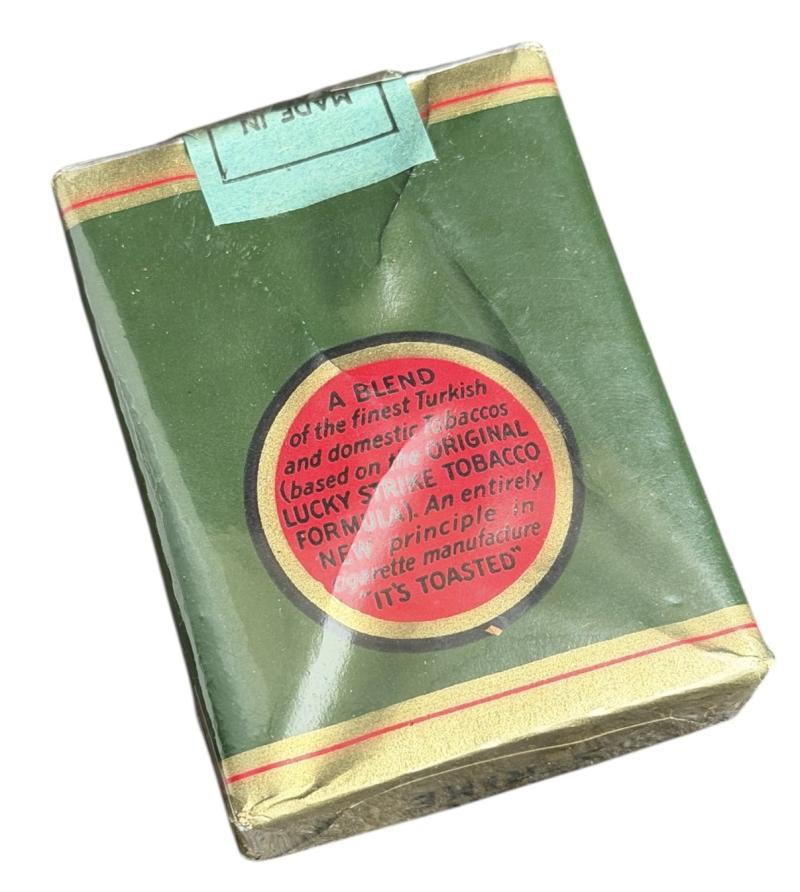 MADE IN
A BLEND
of the finest Turkish
and domestic Tobaccos
(based on the ORIGINAL
LUCKY STRIKE TOBACCO
FORMULA). An entirely
NEW principle in
cigarette manufacture
"IT'S TOASTED"